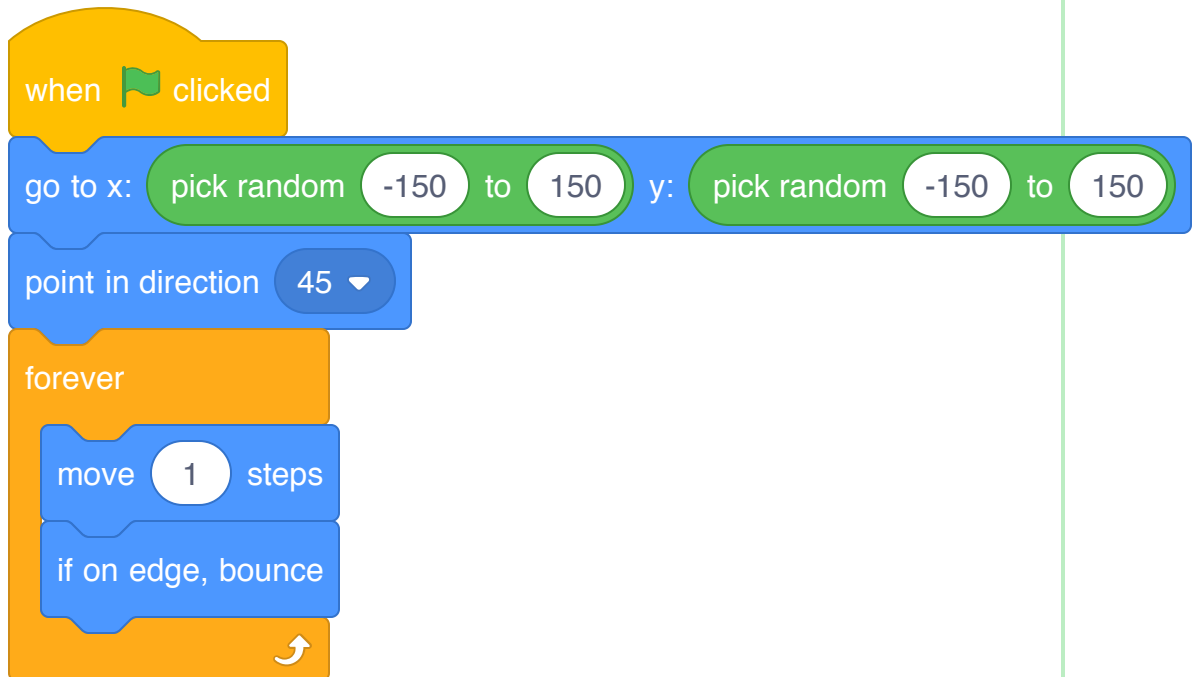 when clicked
go to x: pick random -150 to 150 y: pick random -150 to 150
point in direction 45
forever
move 1 steps
if on edge, bounce